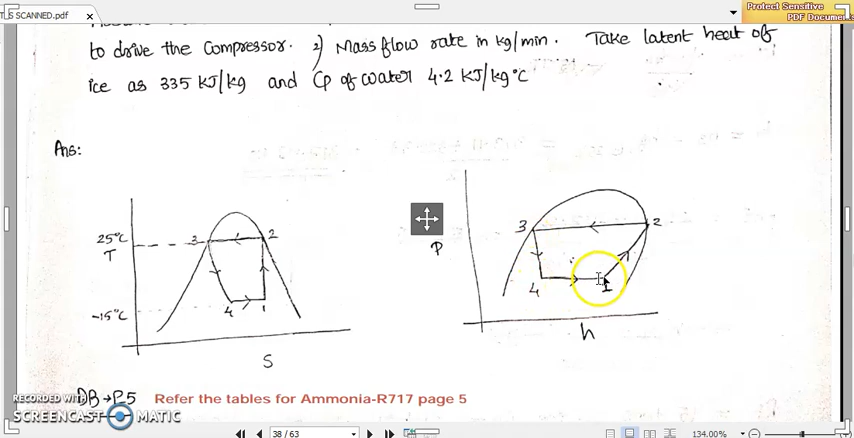 TLS SCANNED.pdf
Protect Sensitive
PDF Documen
to drive the Compressor. 2) Mass flow rate in kg/min. Take latent heat of
ice as 335 KJ/kg and Cp of water 4.2 KJ/kg°C
Ans:
25°C
T
-15°C
3
2
4
1
S
P
3
2
4
1
h
DB→P5 Refer the tables for Ammonia-R717 page 5
RECORDED WITH
SCREENCAST MATIC
38 / 63
134.00%